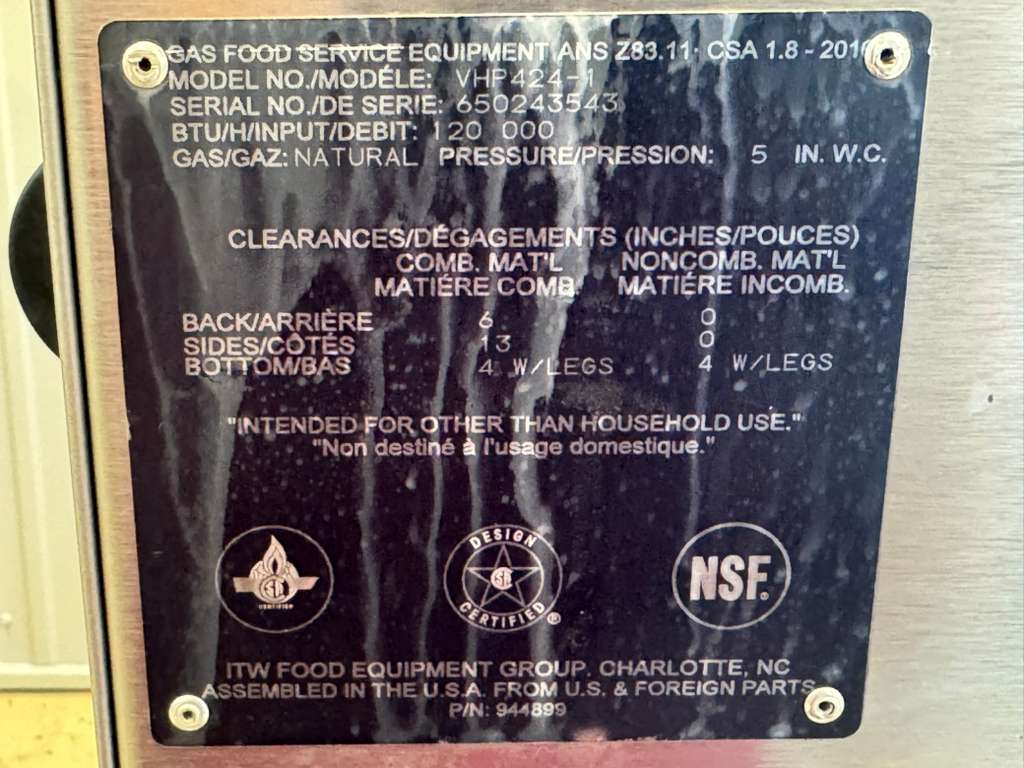 GAS FOOD SERVICE EQUIPMENT ANS Z83.11· CSA 1.8 -
MODEL NO./MODÉLE: VHP424-1
SERIAL NO./DE SERIE: 650243543
BTU/H/INPUT/DEBIT: 120 000
GAS/GAZ: NATURAL PRESSURE/PRESSION: 5 IN. W.C.
CLEARANCES/DÉGAGEMENTS (INCHES/POUCES)
COMB. MAT'L NONCOMB. MAT'L
MATIÉRE COMB. MATIÉRE INCOMB.
BACK/ARRIÈRE 6 0
SIDES/CÔTÉS 13 0
BOTTOM/BAS 4 W/LEGS 4 W/LEGS
"INTENDED FOR OTHER THAN HOUSEHOLD USE."
"Non destiné à l'usage domestique."
CERTIFIED
DESIGN
CERTIFIED®
NSF®
ITW FOOD EQUIPMENT GROUP. CHARLOTTE, NC
ASSEMBLED IN THE U.S.A. FROM U.S. & FOREIGN PARTS
P/N: 944899